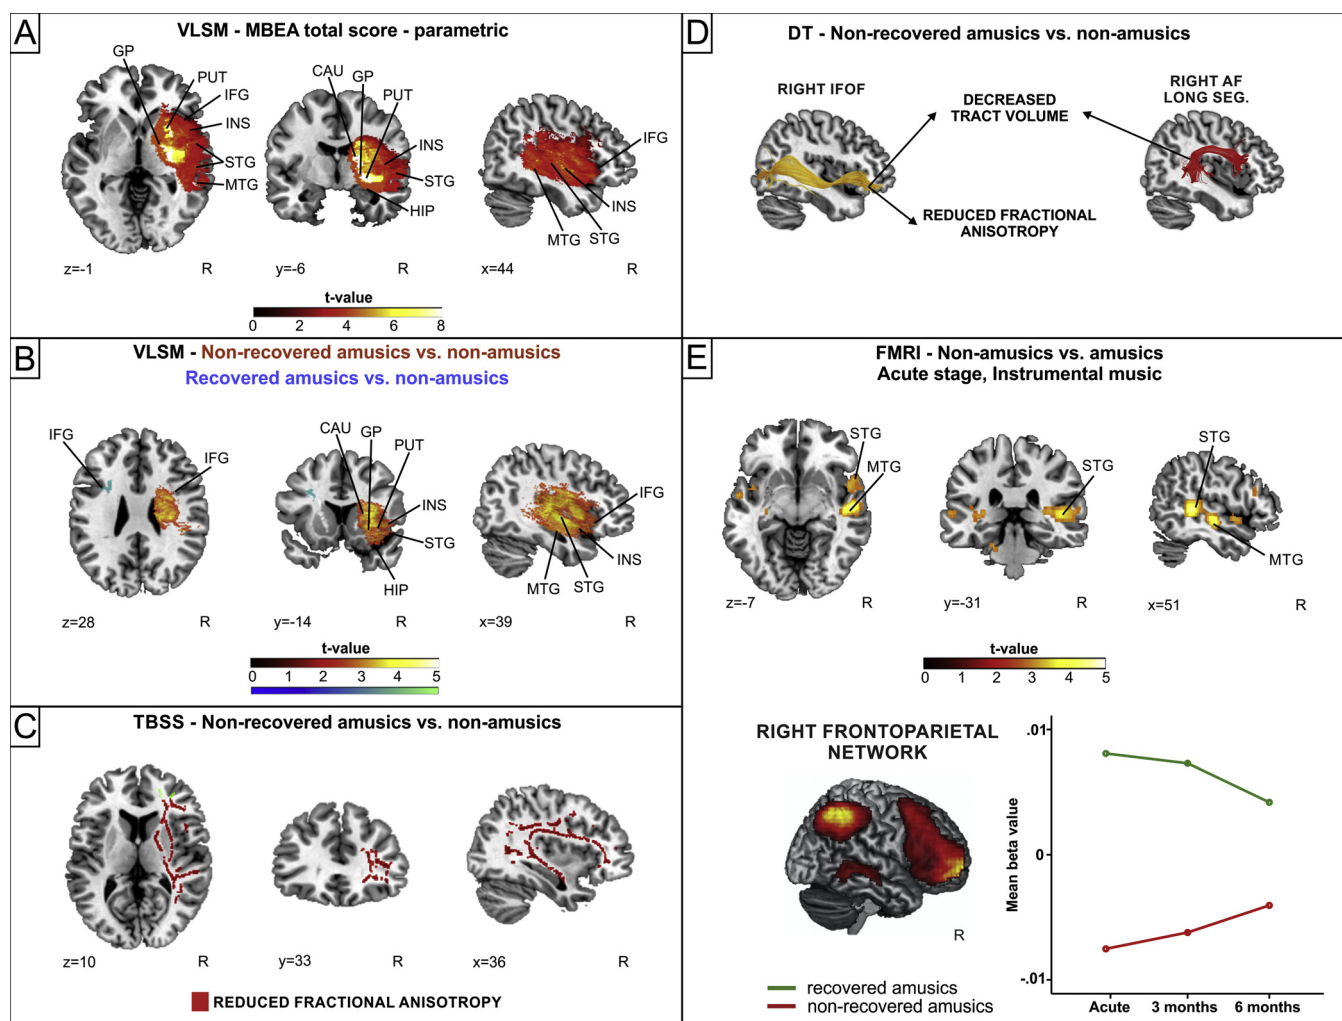 A
VLSM - MBEA total score - parametric
GP
PUT
IFG
INS
STG
MTG
z=-1
R
CAU
GP
PUT
INS
STG
HIP
y=-6
R
IFG
INS
STG
MTG
x=44
R
t-value
0 2 4 6 8
B
VLSM - Non-recovered amusics vs. non-amusics
Recovered amusics vs. non-amusics
IFG
IFG
z=28
R
CAU
GP
PUT
INS
STG
HIP
y=-14
R
IFG
INS
STG
MTG
x=39
R
t-value
0 1 2 3 4 5
C
TBSS - Non-recovered amusics vs. non-amusics
z=10
R
y=33
R
x=36
R
REDUCED FRACTIONAL ANISOTROPY
D
DT - Non-recovered amusics vs. non-amusics
RIGHT IFOF
DECREASED
TRACT VOLUME
RIGHT AF
LONG SEG.
REDUCED FRACTIONAL
ANISOTROPY
E
FMRI - Non-amusics vs. amusics
Acute stage, Instrumental music
STG
MTG
z=-7
R
STG
y=-31
R
STG
MTG
x=51
R
t-value
0 1 2 3 4 5
RIGHT FRONTOPARIETAL
NETWORK
R
recovered amusics
non-recovered amusics
Mean beta value
.01
0
-.01
Acute 3 months 6 months